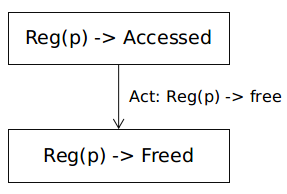 Reg(p) -> Accessed
Act: Reg(p) -> free
Reg(p) -> Freed